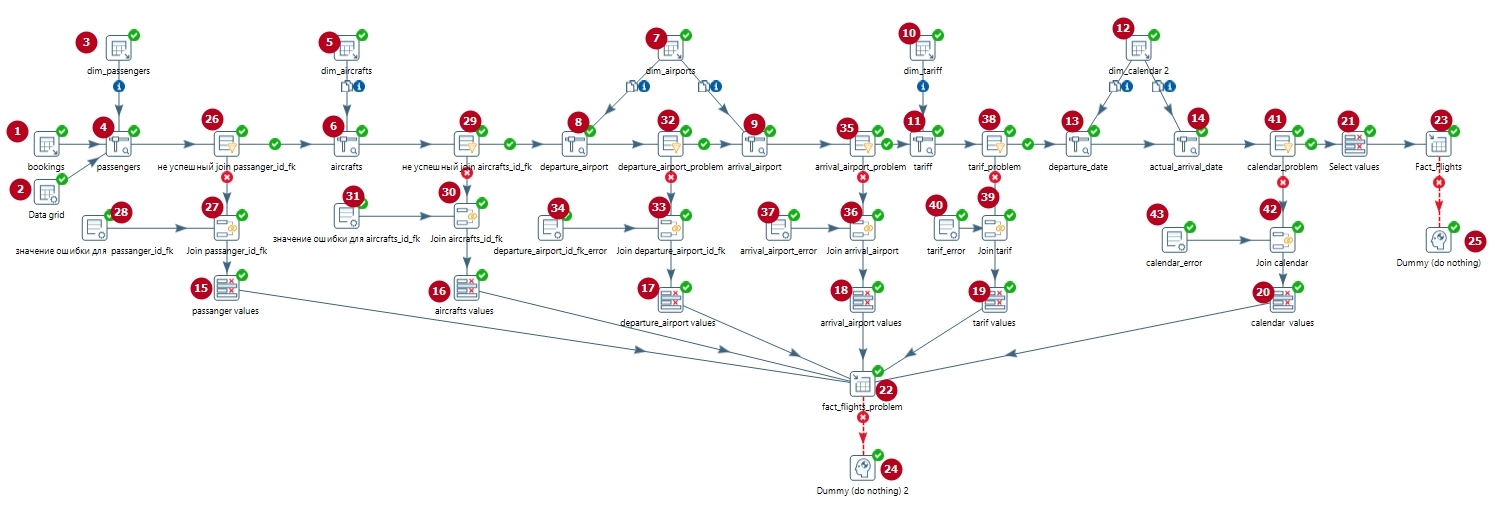 3
dim_passengers
5
dim_aircrafts
7
dim_airports
10
dim_tariff
12
dim_calendar 2
1
bookings
4
passengers
26
не успешный join passanger_id_fk
6
aircrafts
29
не успешный join aircrafts_id_fk
8
departure_airport
32
departure_airport_problem
9
arrival_airport
35
arrival_airport_problem
11
tariff
38
tarif_problem
13
departure_date
14
actual_arrival_date
41
calendar_problem
21
Select values
23
Fact_Flights
2
Data grid
28
значение ошибки для passanger_id_fk
27
Join passanger_id_fk
31
значение ошибки для aircrafts_id_fk
30
Join aircrafts_id_fk
34
departure_airport_id_fk_error
33
Join departure_airport_id_fk
37
arrival_airport_error
36
Join arrival_airport
40
tarif_error
39
Join tarif
43
calendar_error
42
Join calendar
25
Dummy (do nothing)
15
passanger values
16
aircrafts values
17
departure_airport values
18
arrival_airport values
19
tarif values
20
calendar values
22
fact_flights_problem
24
Dummy (do nothing) 2